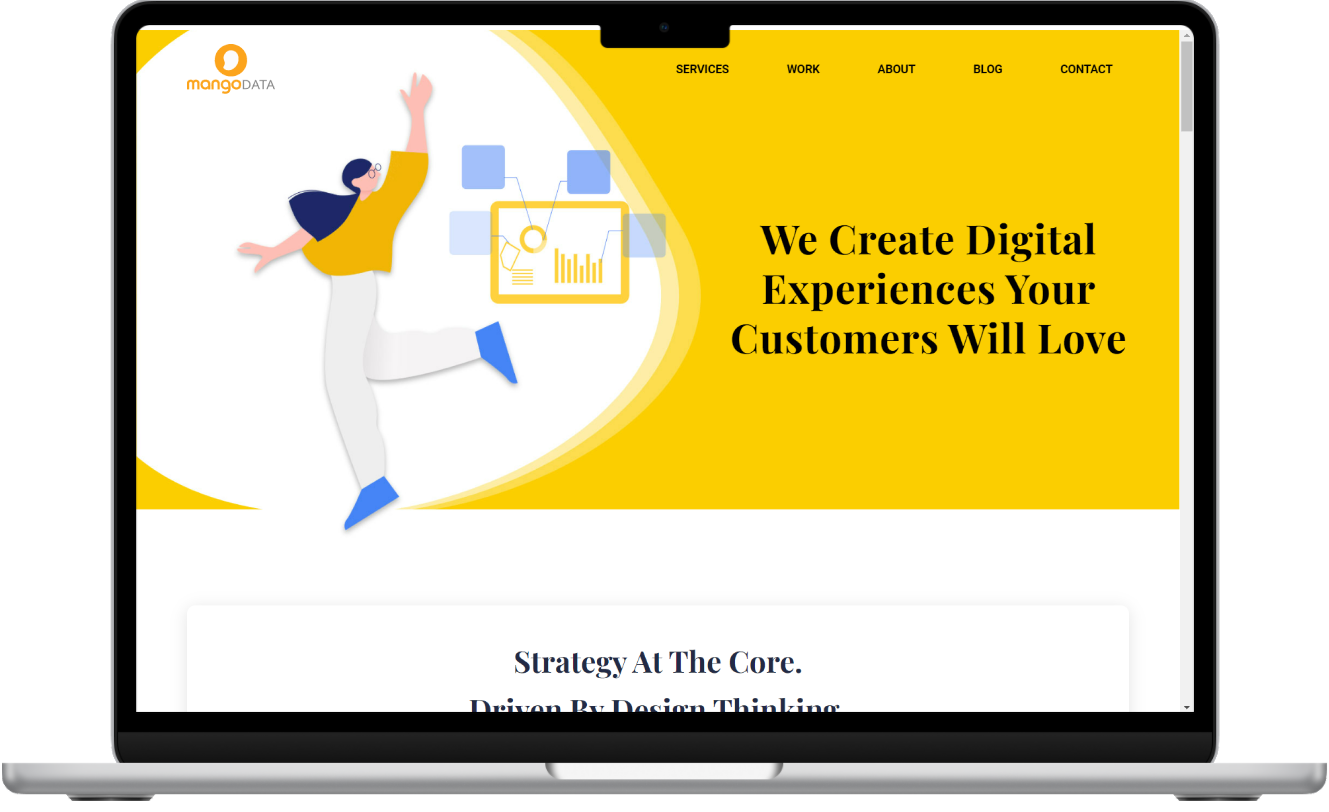 mangoDATA
SERVICES WORK ABOUT BLOG CONTACT
We Create Digital
Experiences Your
Customers Will Love
Strategy At The Core.
Driven By Design Thinking